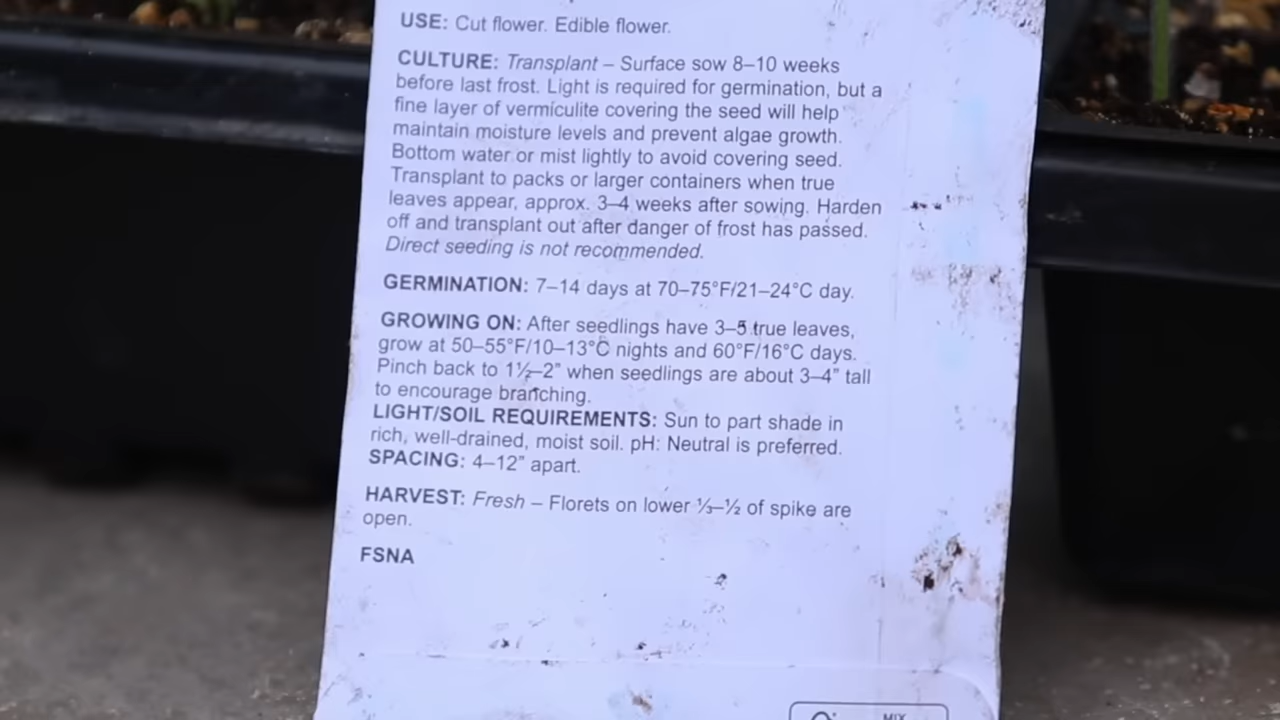 USE: Cut flower. Edible flower.
CULTURE: Transplant – Surface sow 8–10 weeks
before last frost. Light is required for germination, but a
fine layer of vermiculite covering the seed will help
maintain moisture levels and prevent algae growth.
Bottom water or mist lightly to avoid covering seed.
Transplant to packs or larger containers when true
leaves appear, approx. 3–4 weeks after sowing. Harden
off and transplant out after danger of frost has passed.
Direct seeding is not recommended.
GERMINATION: 7–14 days at 70–75°F/21–24°C day.
GROWING ON: After seedlings have 3–5 true leaves,
grow at 50–55°F/10–13°C nights and 60°F/16°C days.
Pinch back to 1½–2" when seedlings are about 3–4" tall
to encourage branching.
LIGHT/SOIL REQUIREMENTS: Sun to part shade in
rich, well-drained, moist soil. pH: Neutral is preferred.
SPACING: 4–12" apart.
HARVEST: Fresh – Florets on lower ⅓–½ of spike are
open.
FSNA
MIX